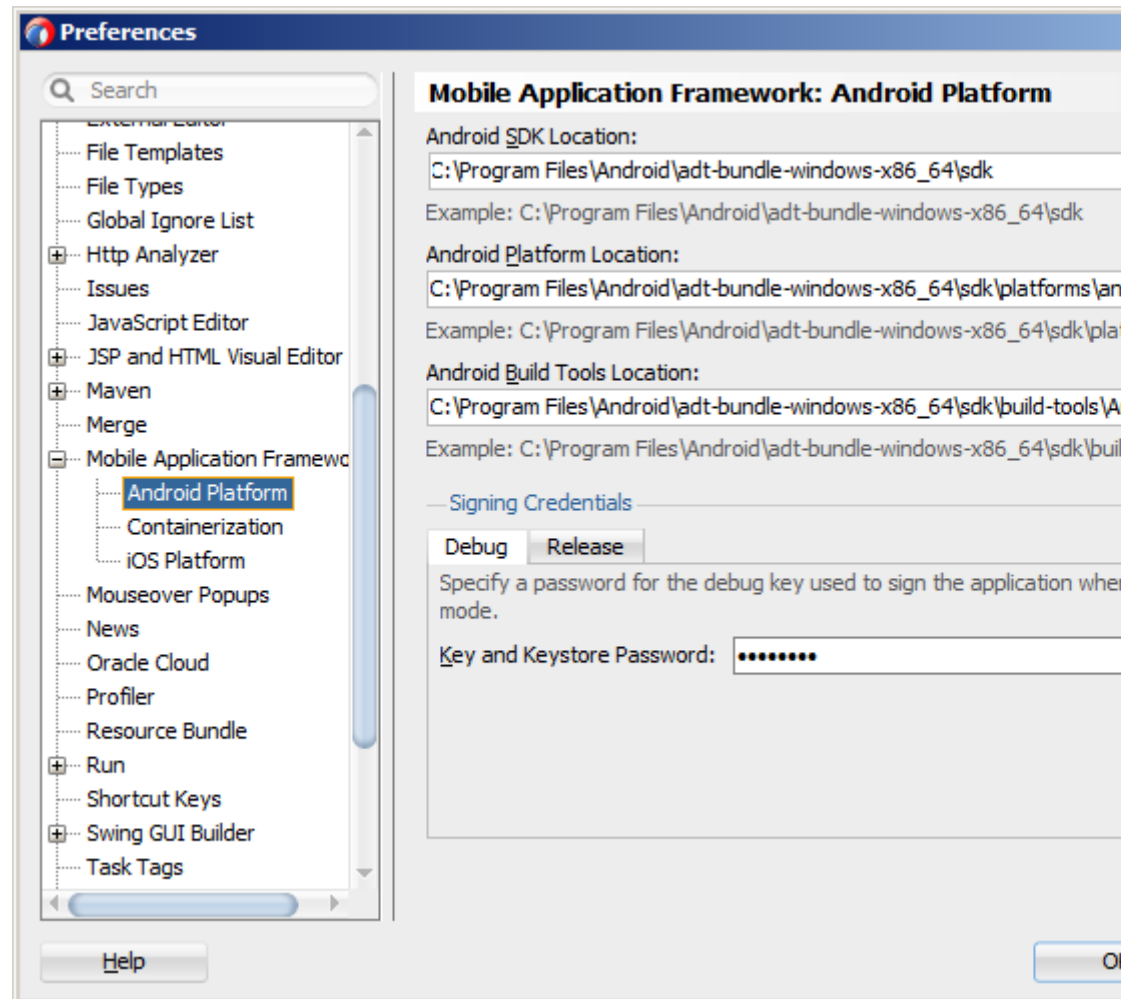 Preferences
Search
External Editor
File Templates
File Types
Global Ignore List
Http Analyzer
Issues
JavaScript Editor
JSP and HTML Visual Editor
Maven
Merge
Mobile Application Framewo
Android Platform
Containerization
iOS Platform
Mouseover Popups
News
Oracle Cloud
Profiler
Resource Bundle
Run
Shortcut Keys
Swing GUI Builder
Task Tags
Mobile Application Framework: Android Platform
Android SDK Location:
C:\Program Files\Android\adt-bundle-windows-x86_64\sdk
Example: C:\Program Files\Android\adt-bundle-windows-x86_64\sdk
Android Platform Location:
C:\Program Files\Android\adt-bundle-windows-x86_64\sdk\platforms\an
Example: C:\Program Files\Android\adt-bundle-windows-x86_64\sdk\pla
Android Build Tools Location:
C:\Program Files\Android\adt-bundle-windows-x86_64\sdk\build-tools\A
Example: C:\Program Files\Android\adt-bundle-windows-x86_64\sdk\buil
Signing Credentials
Debug Release
Specify a password for the debug key used to sign the application when
mode.
Key and Keystore Password: ••••••••
Help
O